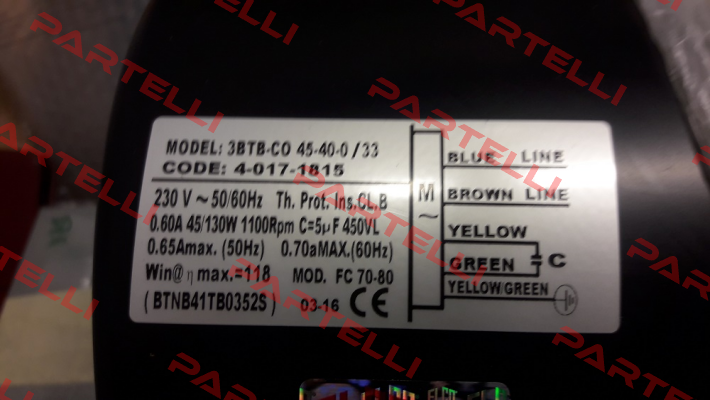 PARTELLI
PARTELLI
PARTELLI
PARTELLI
PARTELLI
PARTELLI
MODEL: 3BTB-CO 45-40-0/33
CODE: 4-017-1815
230 V ~ 50/60Hz Th. Prot. Ins.CL.B
0.60A 45/130W 1100Rpm C=5μF 450VL
0.65Amax. (50Hz) 0.70aMAX.(60Hz)
Win@ η max.=118 MOD. FC 70-80
(BTNB41TB0352S) 03-16 CE
M
~
BLUE LINE
BROWN LINE
YELLOW
GREEN
C
YELLOW/GREEN